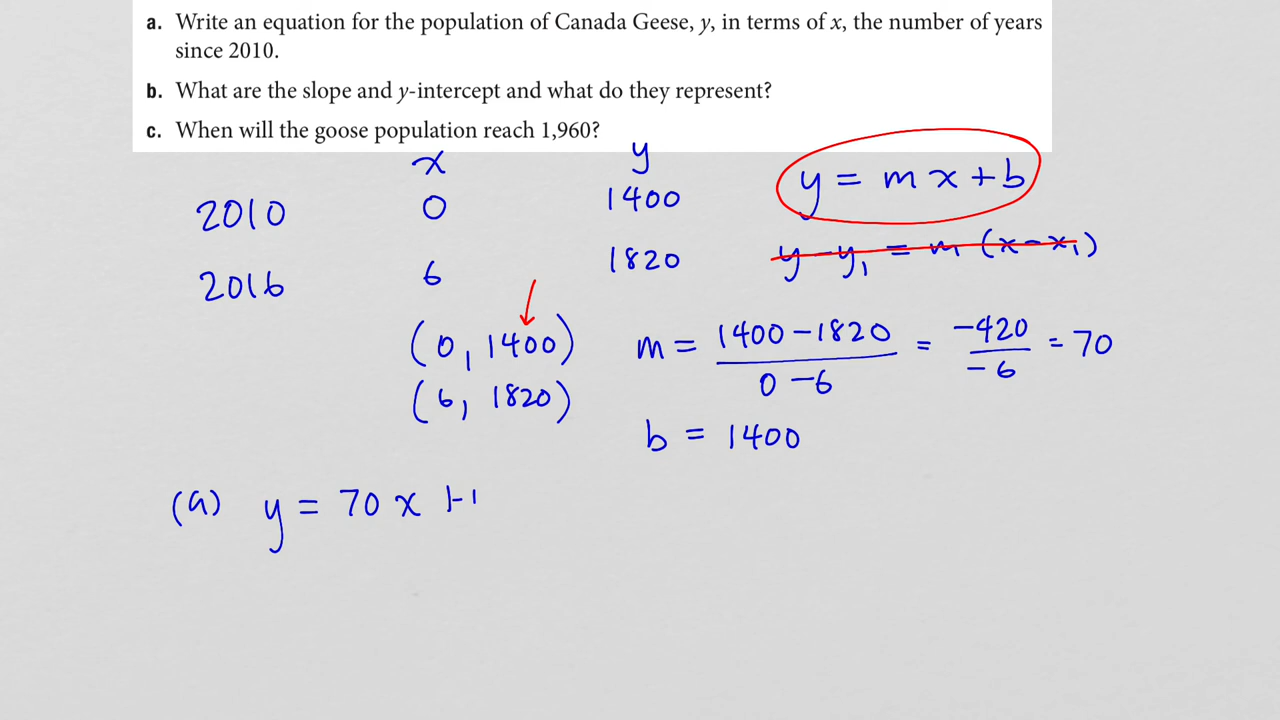 a. Write an equation for the population of Canada Geese, y, in terms of x, the number of years
since 2010.
b. What are the slope and y-intercept and what do they represent?
c. When will the goose population reach 1,960?
x y
2010 0 1400 y = mx+b
2016 6 1820 y-y₁ = m (x-x₁)
(0, 1400) m = 1400-1820 / 0-6 = -420 / -6 = 70
(6, 1820)
b = 1400
(a) y = 70 x